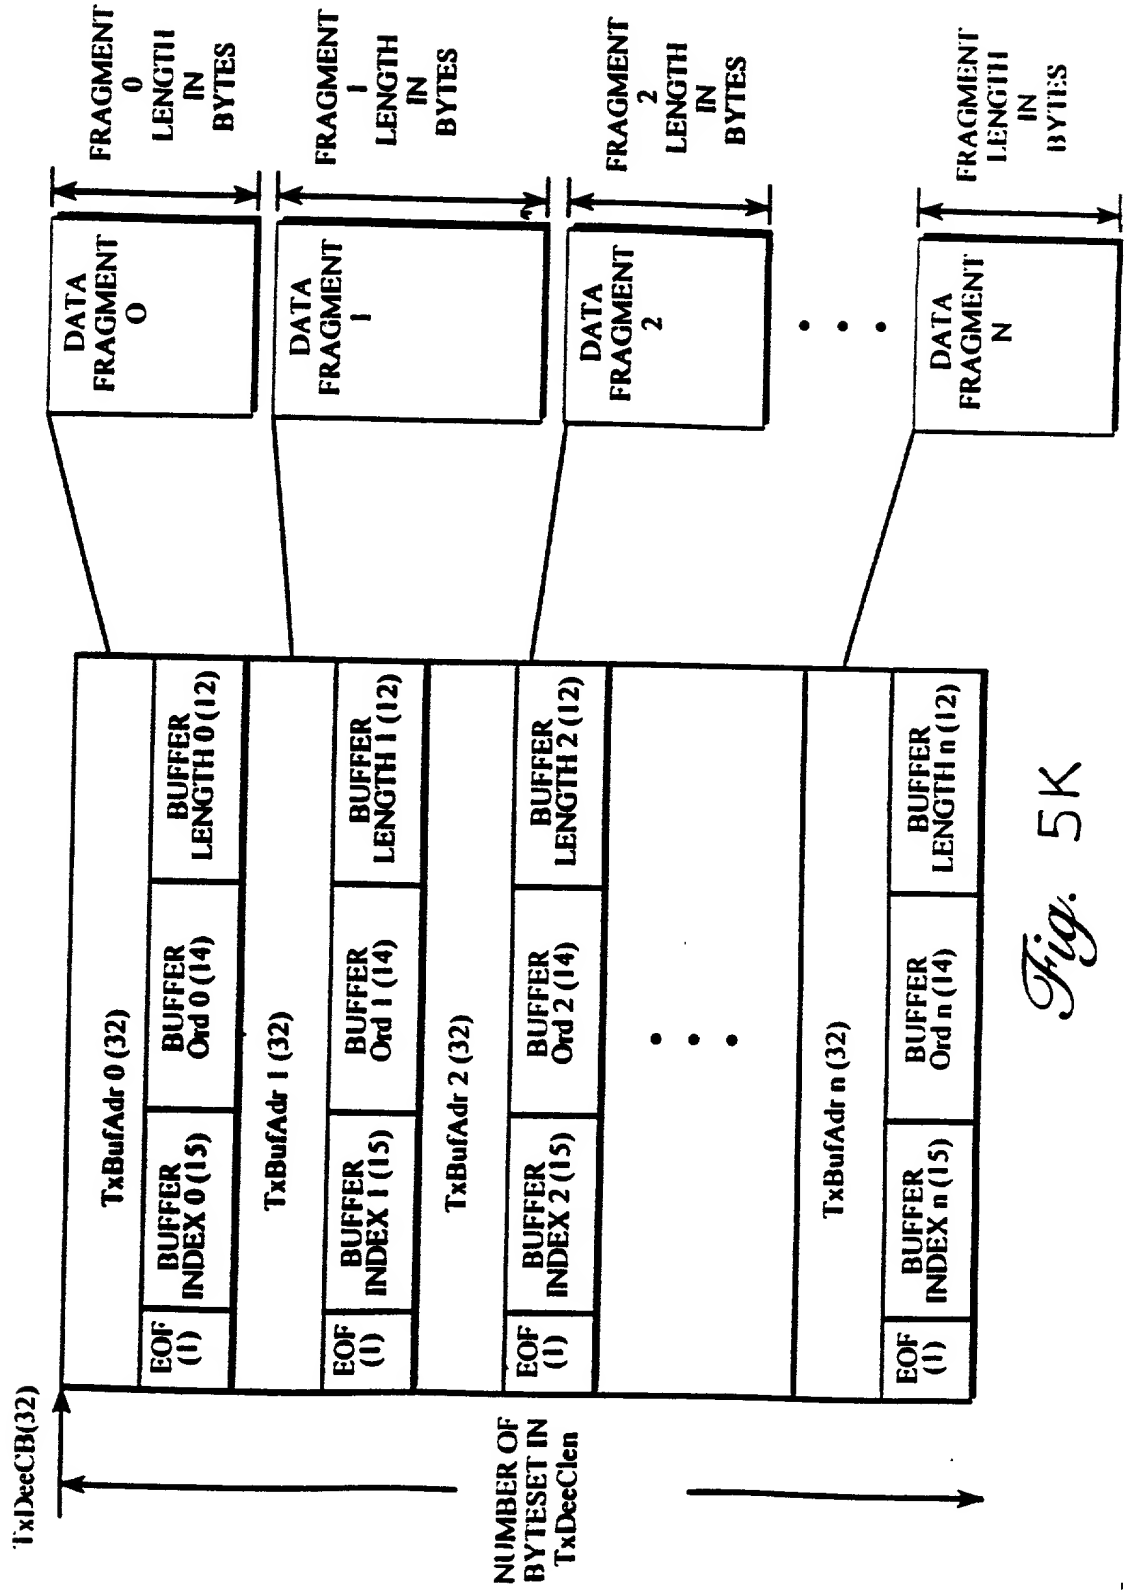 TxDeeCB(32)
NUMBER OF
BYTESET IN
TxDeeClen
TxBufAdr 0 (32)
EOF
(1)
BUFFER
INDEX 0 (15)
BUFFER
Ord 0 (14)
BUFFER
LENGTH 0 (12)
TxBufAdr 1 (32)
EOF
(1)
BUFFER
INDEX 1 (15)
BUFFER
Ord 1 (14)
BUFFER
LENGTH 1 (12)
TxBufAdr 2 (32)
EOF
(1)
BUFFER
INDEX 2 (15)
BUFFER
Ord 2 (14)
BUFFER
LENGTH 2 (12)
TxBufAdr n (32)
EOF
(1)
BUFFER
INDEX n (15)
BUFFER
Ord n (14)
BUFFER
LENGTH n (12)
DATA
FRAGMENT
O
FRAGMENT
0
LENGTH
IN
BYTES
DATA
FRAGMENT
1
FRAGMENT
1
LENGTH
IN
BYTES
DATA
FRAGMENT
2
FRAGMENT
2
LENGTH
IN
BYTES
DATA
FRAGMENT
N
FRAGMENT
LENGTH
IN
BYTES
Fig. 5K